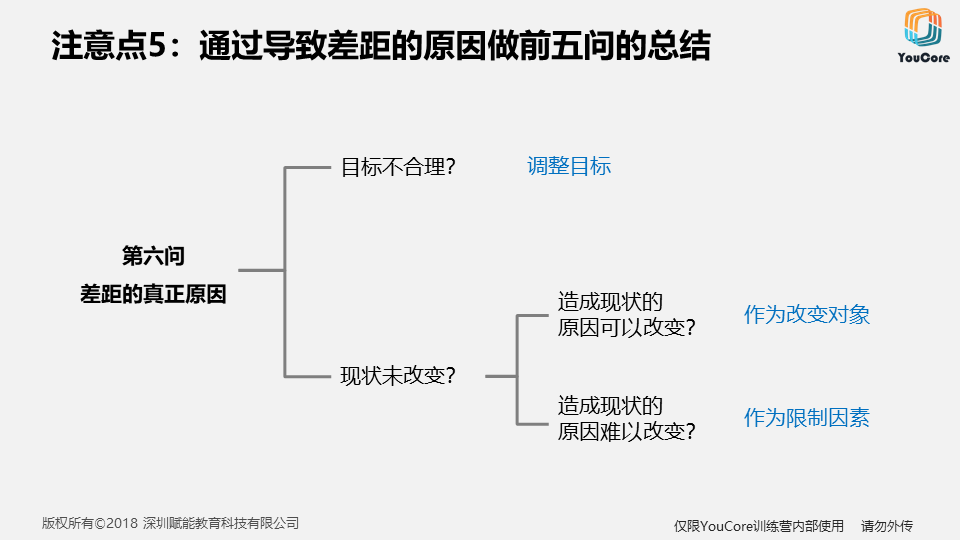 注意点5：通过导致差距的原因做前五问的总结
YouCore
目标不合理？
调整目标
第六问
差距的真正原因
造成现状的
原因可以改变？
作为改变对象
现状未改变？
造成现状的
原因难以改变？
作为限制因素
版权所有©2018 深圳赋能教育科技有限公司
仅限YouCore训练营内部使用 请勿外传